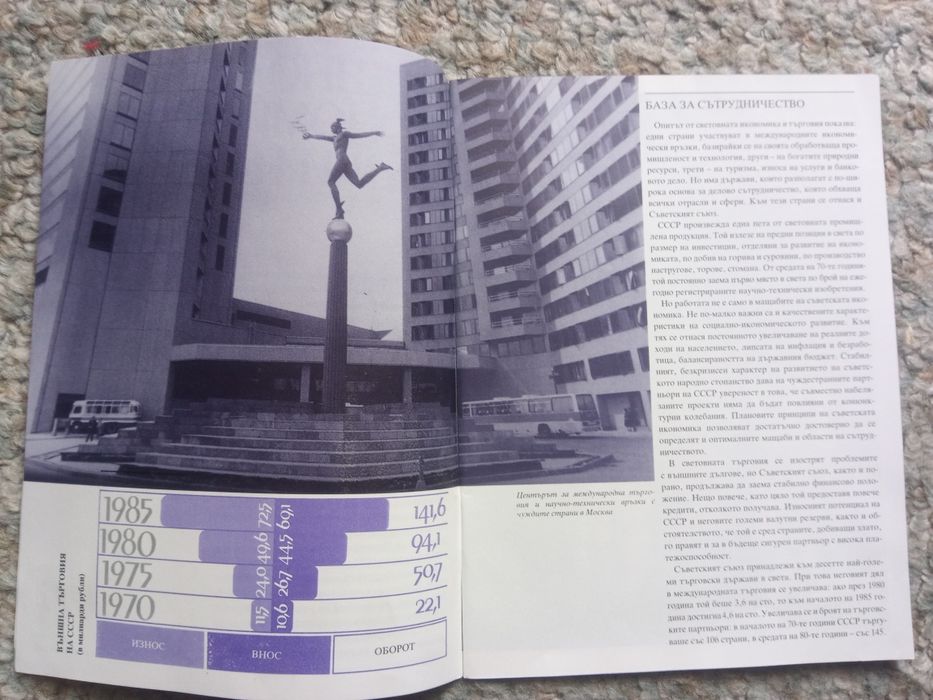 1985 72,5 69,1 141,6
1980 49,6 44,5 94,1
1975 24,0 26,7 50,7
1970 11,5 10,6 22,1
ИЗНОС ВНОС ОБОРОТ
ВЪНШНА ТЪРГОВИЯ
НА СССР
(в милиарди рубли)
Центърът за международна търго-
вия и научно-технически връзки с
чуждите страни в Москва
БАЗА ЗА СЪТРУДНИЧЕСТВО
Опитът от световната икономика и търговия показва:
едни страни участвуват в международните икономи-
чески връзки, базирайки се на своята обработваща про-
мишленост и технология, други – на богатите природни
ресурси, трети – на туризма, износа на услуги и банко-
вото дело. Но има държави, които разполагат с по-ши-
рока основа за делово сътрудничество, която обхваща
всички отрасли и сфери. Към тези страни се отнася и
Съветският съюз.
СССР произвежда една пета от световната промиш-
лена продукция. Той излезе на предни позиции в света по
размер на инвестиции, отделяни за развитие на иконо-
миката, по добив на горива и суровини, по производство
на стругове, торове, стомана. От средата на 70-те години
той постоянно заема първо място в света по брой на еже-
годно регистрираните научно-технически изобретения.
Но работата не е само в мащабите на съветската ико-
номика. Не по-малко важни са и качествените характе-
ристики на социално-икономическото развитие. Към
тях се отнася постоянното увеличаване на реалните до-
ходи на населението, липсата на инфлация и безрабо-
тица, балансираността на държавния бюджет. Стабил-
ният, безкризисен характер на развитието на съветс-
кото народно стопанство дава на чуждестранните парт-
ньори на СССР увереност в това, че съвместно набеля-
заните проекти няма да бъдат повлияни от конюнк-
турни колебания. Плановите принципи на съветската
икономика позволяват достатъчно достоверно да се
определят и оптималните мащаби и области на сътруд-
ничеството.
В световната търговия се изострят проблемите
с външните дългове, но Съветският съюз, както и по-
рано, продължава да заема стабилно финансово поло-
жение. Нещо повече, като цяло той предоставя повече
кредити, отколкото получава. Износният потенциал на
СССР и неговите големи валутни резерви, както и об-
стоятелството, че той е сред страните, добиващи злато,
го правят и за в бъдеще сигурен партньор с висока пла-
тежоспособност.
Съветският съюз принадлежи към десетте най-голе-
ми търговски държави в света. При това неговият дял
в международната търговия се увеличава: ако през 1980
година той беше 3,6 на сто, то към началото на 1985 го-
дина достигна 4,6 на сто. Увеличава се и броят на търговс-
ките партньори: в началото на 70-те години СССР търгу-
ваше със 106 страни, в средата на 80-те години – със 145.